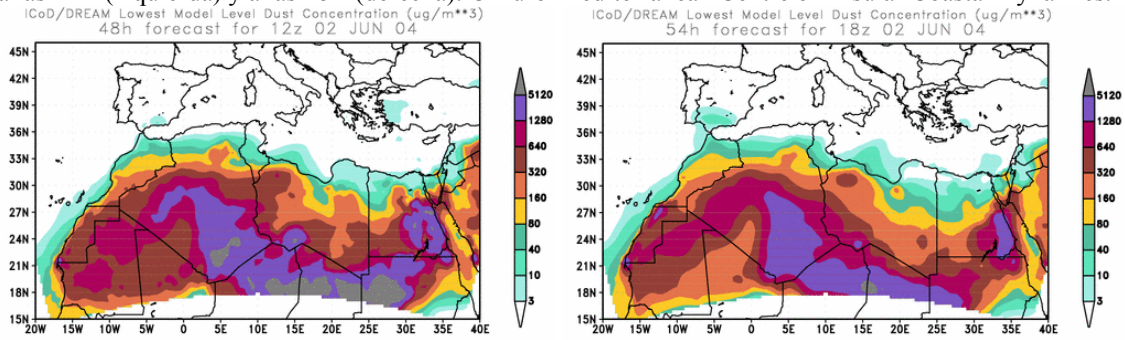 ICoD/DREAM Lowest Model Level Dust Concentration (ug/m**3)
48h forecast for 12z 02 JUN 04
45N
42N
39N
36N
33N
30N
27N
24N
21N
18N
15N
20W 15W 10W 5W 0 5E 10E 15E 20E 25E 30E 35E 40E
5120
1280
640
320
160
80
40
10
3
ICoD/DREAM Lowest Model Level Dust Concentration (ug/m**3)
54h forecast for 18z 02 JUN 04
45N
42N
39N
36N
33N
30N
27N
24N
21N
18N
15N
20W 15W 10W 5W 0 5E 10E 15E 20E 25E 30E 35E 40E
5120
1280
640
320
160
80
40
10
3